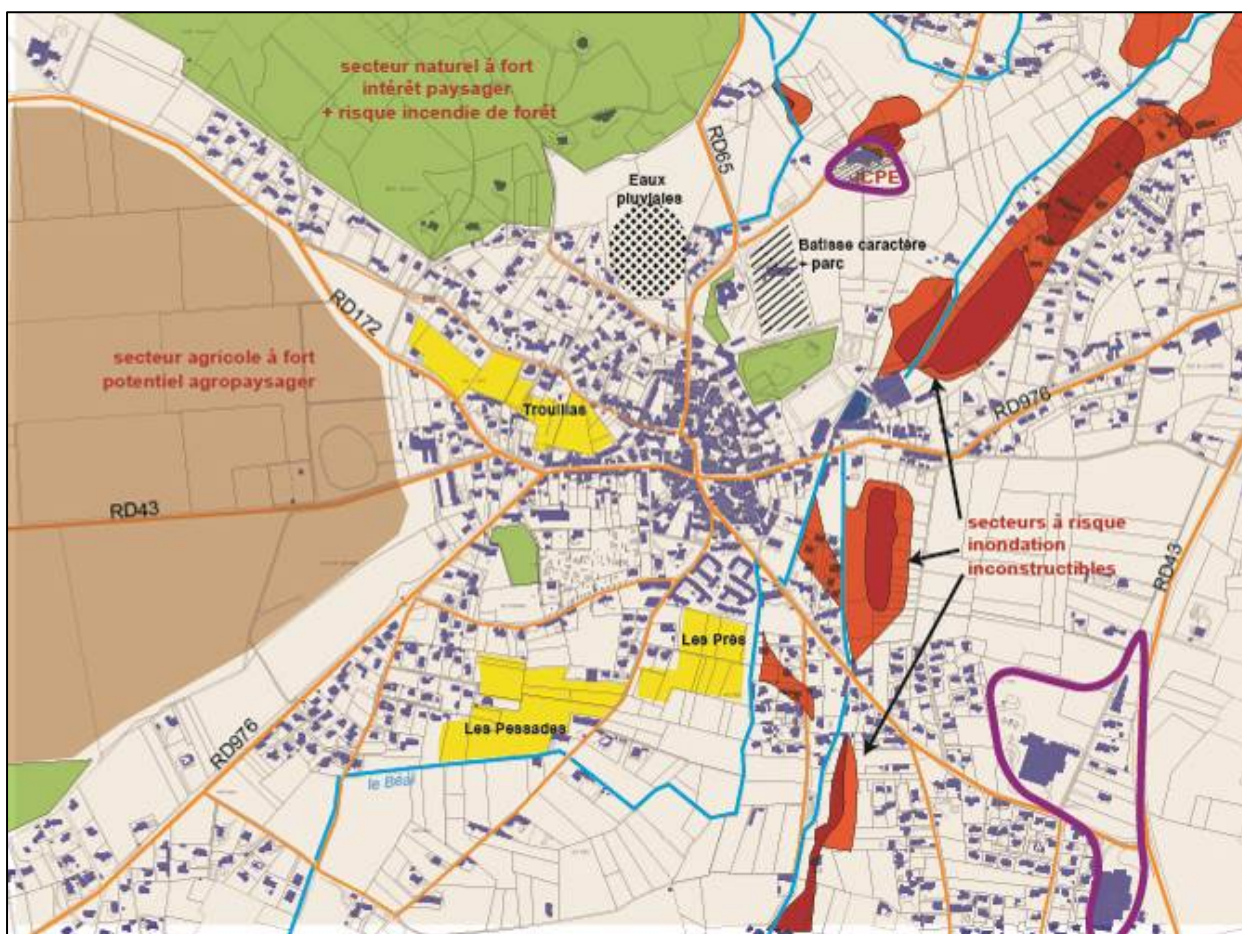 secteur naturel à fort
intérêt paysager
+ risque incendie de forêt
RD65
Eaux
pluviales
ICPE
Batisse caractère
+ parc
RD172
secteur agricole à fort
potentiel agropaysager
Trouillas
RD976
RD43
secteurs à risque
inondation
inconstructibles
RD43
Les Près
Les Pessades
RD976
le Béal